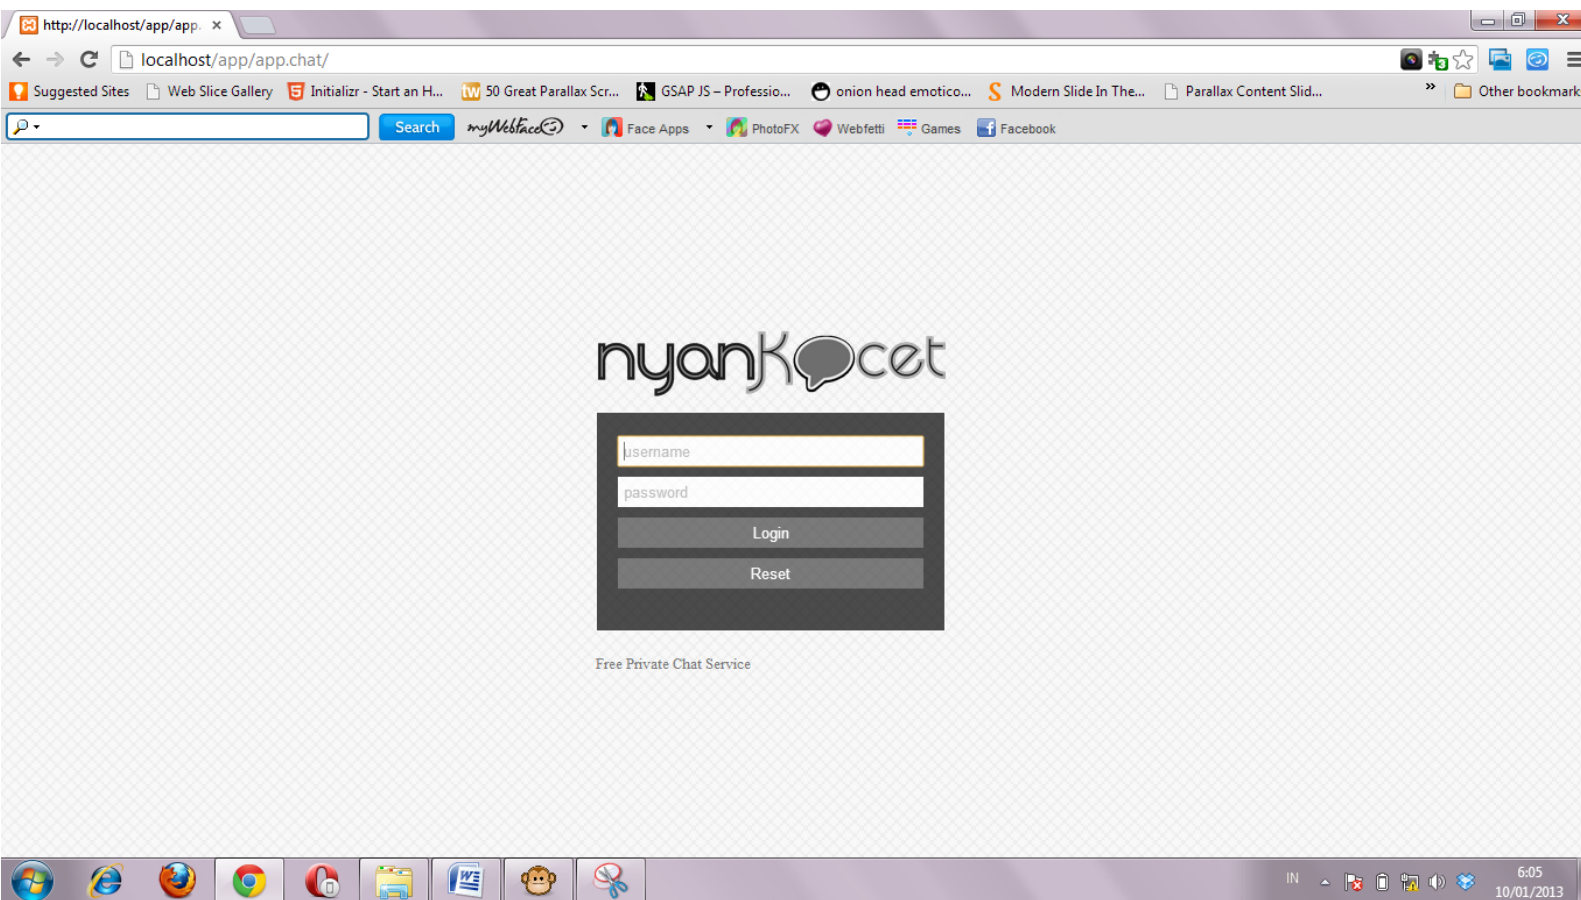 http://localhost/app/app.
localhost/app/app.chat/
Suggested Sites Web Slice Gallery Initializr - Start an H... 50 Great Parallax Scr... GSAP JS – Professio... onion head emotico... Modern Slide In The... Parallax Content Slid... » Other bookmark
Search myWebFace Face Apps PhotoFX Webfetti Games Facebook
nyanKocet
username
password
Login
Reset
Free Private Chat Service
IN 6:05
10/01/2013